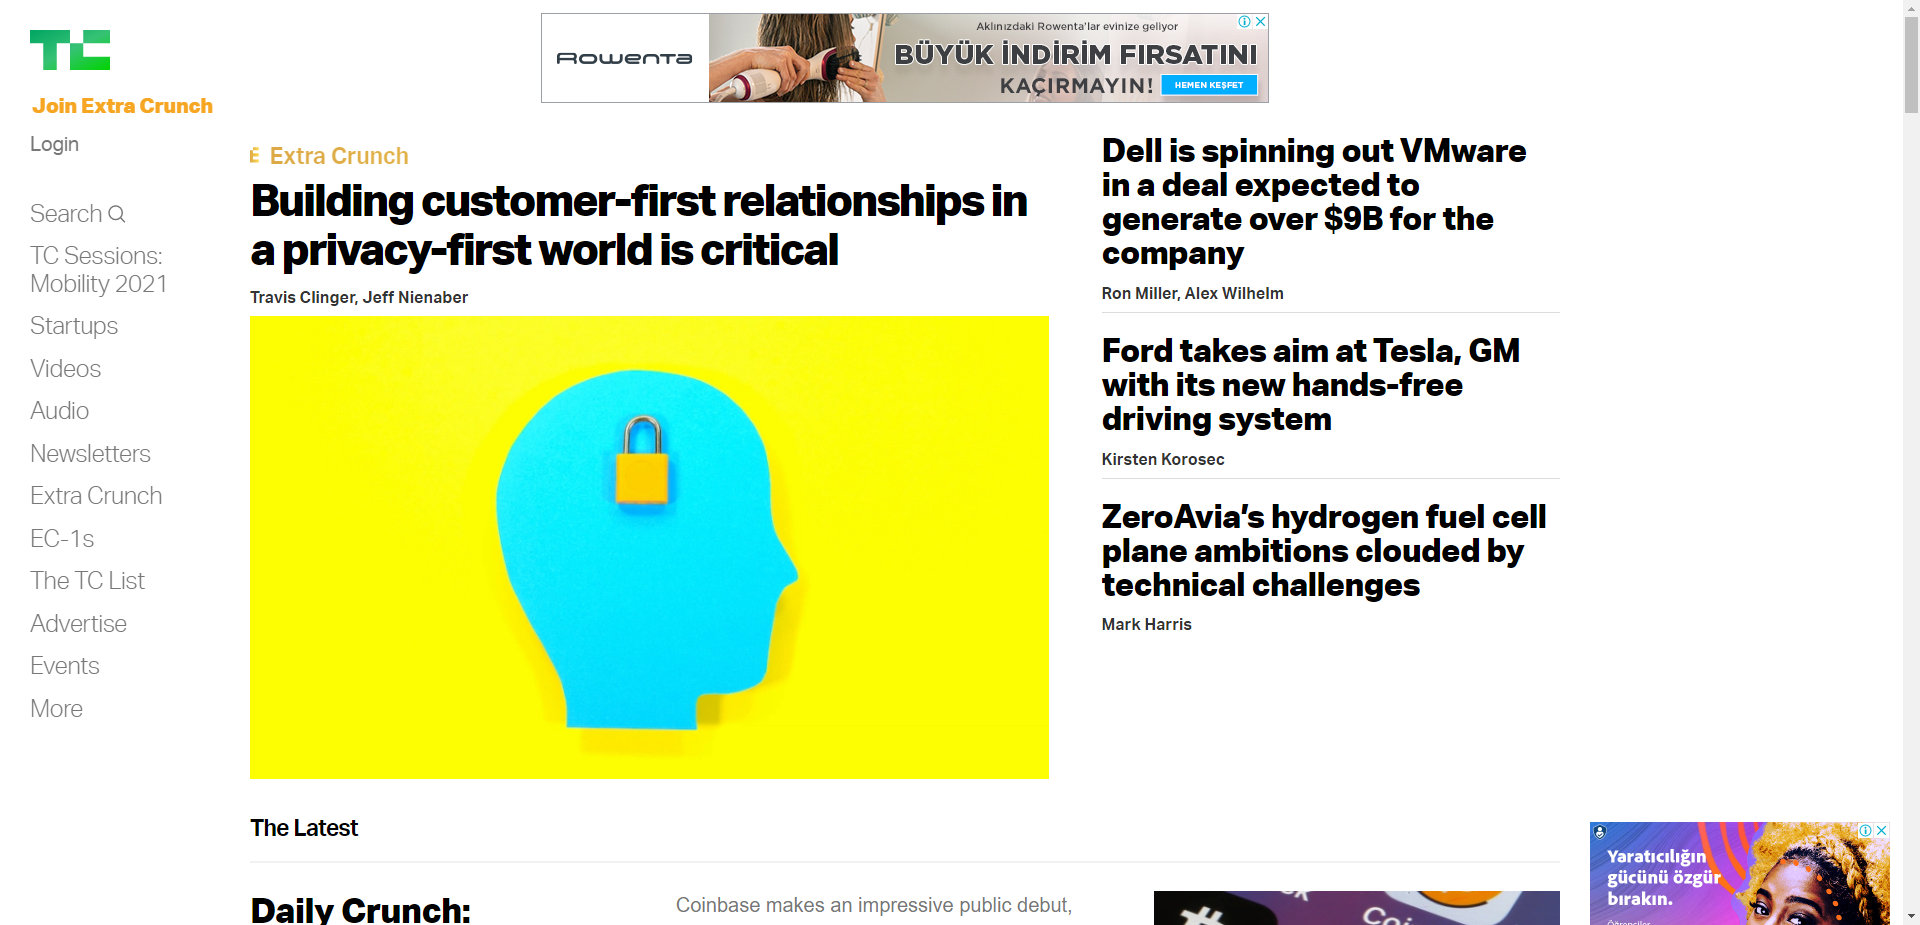 TC
Join Extra Crunch
Login
Search
TC Sessions:
Mobility 2021
Startups
Videos
Audio
Newsletters
Extra Crunch
EC-1s
The TC List
Advertise
Events
More
Rowenta
Aklınızdaki Rowenta'lar evinize geliyor
BÜYÜK İNDİRİM FIRSATINI
KAÇIRMAYIN!
HEMEN KEŞFET
Extra Crunch
Building customer-first relationships in
a privacy-first world is critical
Travis Clinger, Jeff Nienaber
Dell is spinning out VMware
in a deal expected to
generate over $9B for the
company
Ron Miller, Alex Wilhelm
Ford takes aim at Tesla, GM
with its new hands-free
driving system
Kirsten Korosec
ZeroAvia’s hydrogen fuel cell
plane ambitions clouded by
technical challenges
Mark Harris
The Latest
Daily Crunch:
Coinbase makes an impressive public debut,
Yaratıcılığın
gücünü özgür
bırakın.